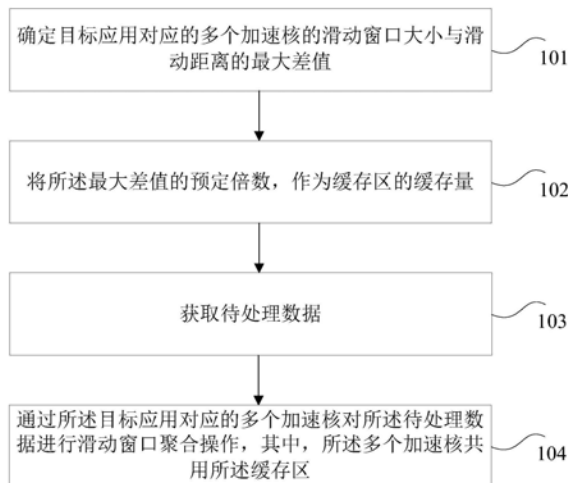 确定目标应用对应的多个加速核的滑动窗口大小与滑
动距离的最大差值
101
将所述最大差值的预定倍数，作为缓存区的缓存量
102
获取待处理数据
103
通过所述目标应用对应的多个加速核对所述待处理数
据进行滑动窗口聚合操作，其中，所述多个加速核共
用所述缓存区
104